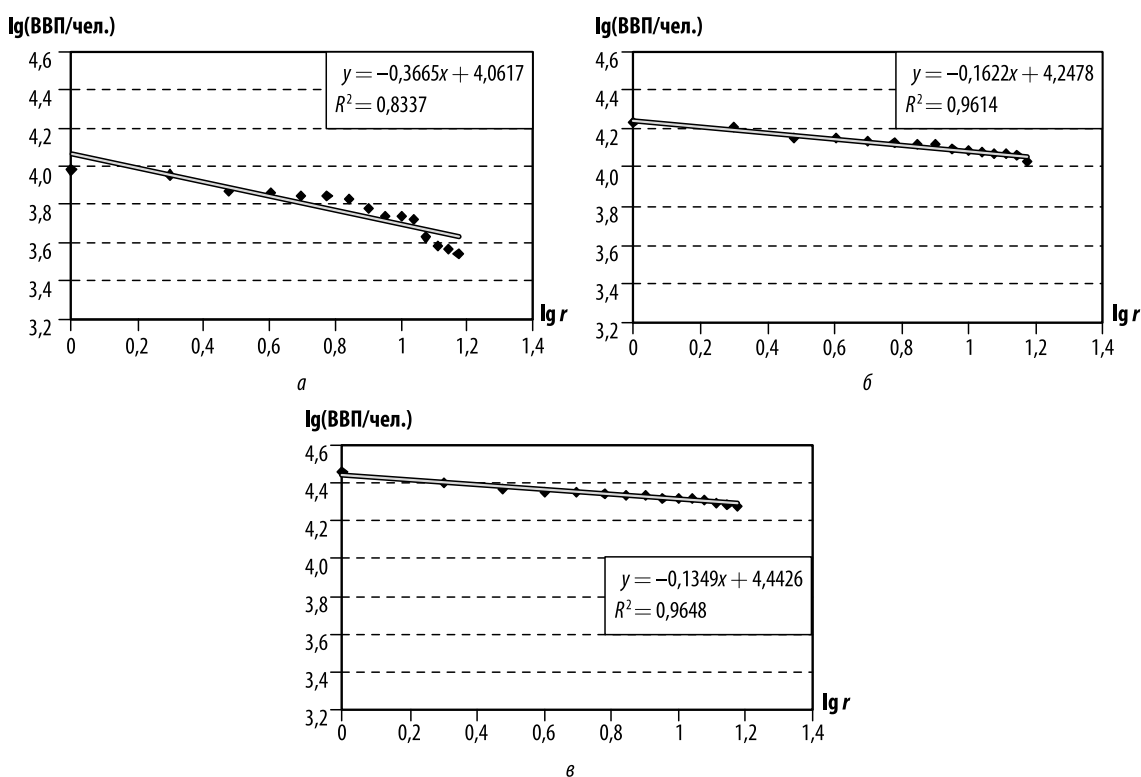 lg(ВВП/чел.)
4,6
4,4
4,2
4,0
3,8
3,6
3,4
3,2
y = –0,3665x + 4,0617
R² = 0,8337
lg r
0 0,2 0,4 0,6 0,8 1 1,2 1,4
а
lg(ВВП/чел.)
4,6
4,4
4,2
4,0
3,8
3,6
3,4
3,2
y = –0,1622x + 4,2478
R² = 0,9614
lg r
0 0,2 0,4 0,6 0,8 1 1,2 1,4
б
lg(ВВП/чел.)
4,6
4,4
4,2
4,0
3,8
3,6
3,4
3,2
y = –0,1349x + 4,4426
R² = 0,9648
lg r
0 0,2 0,4 0,6 0,8 1 1,2 1,4
в